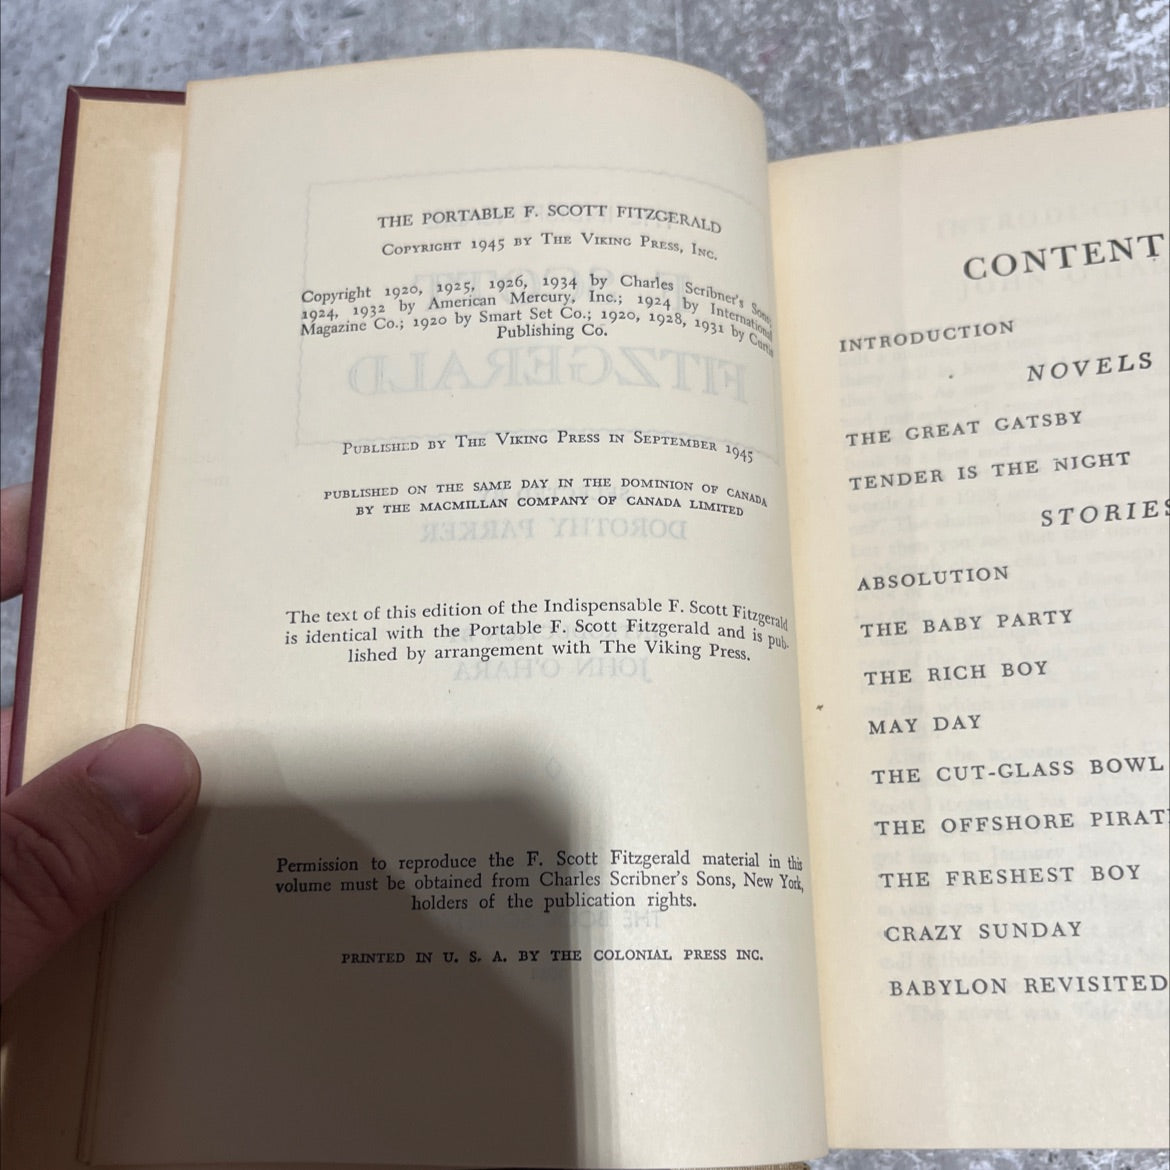 THE PORTABLE F. SCOTT FITZGERALD
COPYRIGHT 1945 BY THE VIKING PRESS, INC.
Copyright 1920, 1925, 1926, 1934 by Charles Scribner's Sons;
1924, 1932 by American Mercury, Inc.; 1924 by International
Magazine Co.; 1920 by Smart Set Co.; 1920, 1928, 1931 by Curtis
Publishing Co.
PUBLISHED BY THE VIKING PRESS IN SEPTEMBER 1945
PUBLISHED ON THE SAME DAY IN THE DOMINION OF CANADA
BY THE MACMILLAN COMPANY OF CANADA LIMITED
The text of this edition of the Indispensable F. Scott Fitzgerald
is identical with the Portable F. Scott Fitzgerald and is pub-
lished by arrangement with The Viking Press.
Permission to reproduce the F. Scott Fitzgerald material in this
volume must be obtained from Charles Scribner's Sons, New York,
holders of the publication rights.
PRINTED IN U. S. A. BY THE COLONIAL PRESS INC.
CONTENT
INTRODUCTION
NOVELS
THE GREAT GATSBY
TENDER IS THE NIGHT
STORIES
ABSOLUTION
THE BABY PARTY
THE RICH BOY
MAY DAY
THE CUT-GLASS BOWL
THE OFFSHORE PIRAT
THE FRESHEST BOY
CRAZY SUNDAY
BABYLON REVISITED